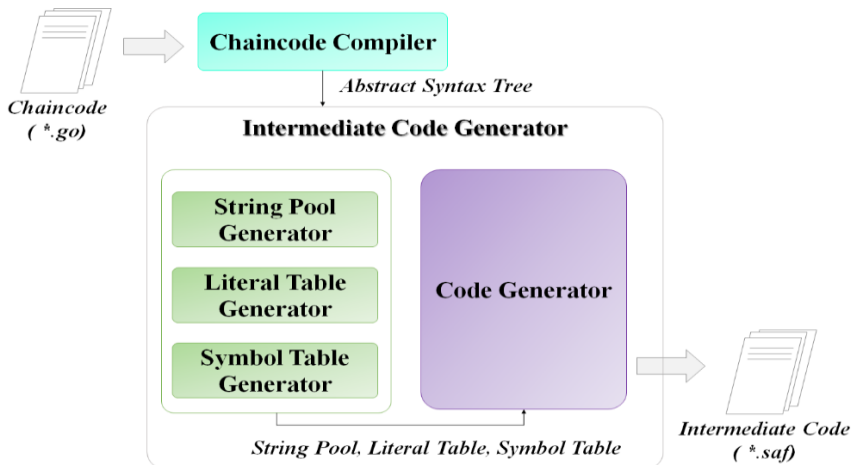 Chaincode Compiler
Abstract Syntax Tree
Chaincode
( *.go)
Intermediate Code Generator
String Pool
Generator
Literal Table
Generator
Symbol Table
Generator
Code Generator
String Pool, Literal Table, Symbol Table
Intermediate Code
( *.saf)